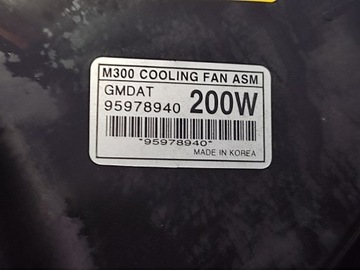 M300 COOLING FAN ASM
GMDAT
95978940 200W
"95978940"
MADE IN KOREA